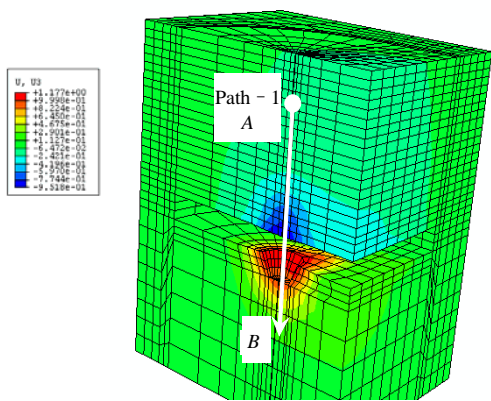 U, U3
+1.177e+00
+9.998e-01
+8.224e-01
+6.450e-01
+4.675e-01
+2.901e-01
+1.127e-01
-6.472e-02
-2.421e-01
-4.196e-01
-5.970e-01
-7.744e-01
-9.518e-01
Path - 1
A
B